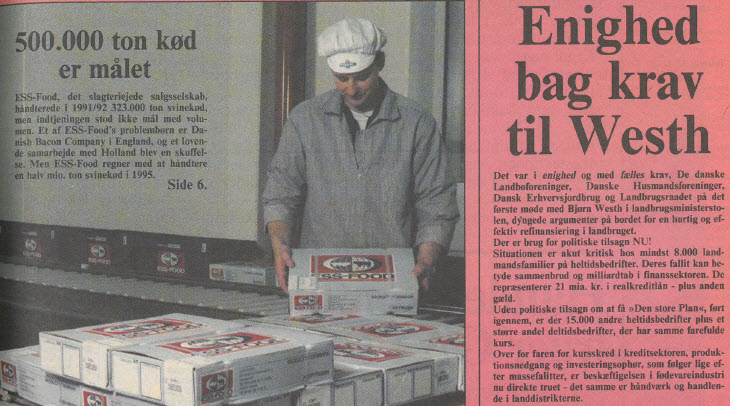 500.000 ton kød
er målet
ESS-Food, det slagteriejede salgsselskab,
håndterede i 1991/92 323.000 ton svinekød,
men indtjeningen stod ikke mål med volu-
men. Et af ESS-Food's problembørn er Da-
nish Bacon Company i England, og et loven-
de samarbejde med Holland blev en skuffel-
se. Men ESS-Food regner med at håndtere
en halv mio. ton svinekød i 1995.
Side 6.
ESS-FOOD
ESS-FOOD
ESS-FOOD
Enighed
bag krav
til Westh
Det var i enighed og med fælles krav, De danske
Landboforeninger, Danske Husmandsforeninger,
Dansk Erhvervsjordbrug og Landbrugsraadet på det
første møde med Bjørn Westh i landbrugsministersto-
len, dyngede argumenter på bordet for en hurtig og ef-
fektiv refinansiering i landbruget.
Der er brug for politiske tilsagn NU!
Situationen er akut kritisk hos mindst 8.000 land-
mandsfamilier på heltidsbedrifter. Deres fallit kan be-
tyde sammenbrud og milliardtab i finanssektoren. De
repræsenterer 21 mia. kr. i realkreditlån - plus anden
gæld.
Uden politiske tilsagn om at få »Den store Plan«, ført
igennem, er der 15.000 andre heltidsbedrifter plus et
større andel deltidsbedrifter, der har samme farefulde
kurs.
Over for faren for kursskred i kreditsektoren, produk-
tionsnedgang og investeringsophør, som følger lige ef-
ter massefalitter, er beskæftigelsen i fødevareindustri
nu direkte truet - det samme er håndværk og handlen-
de i landdistrikterne.